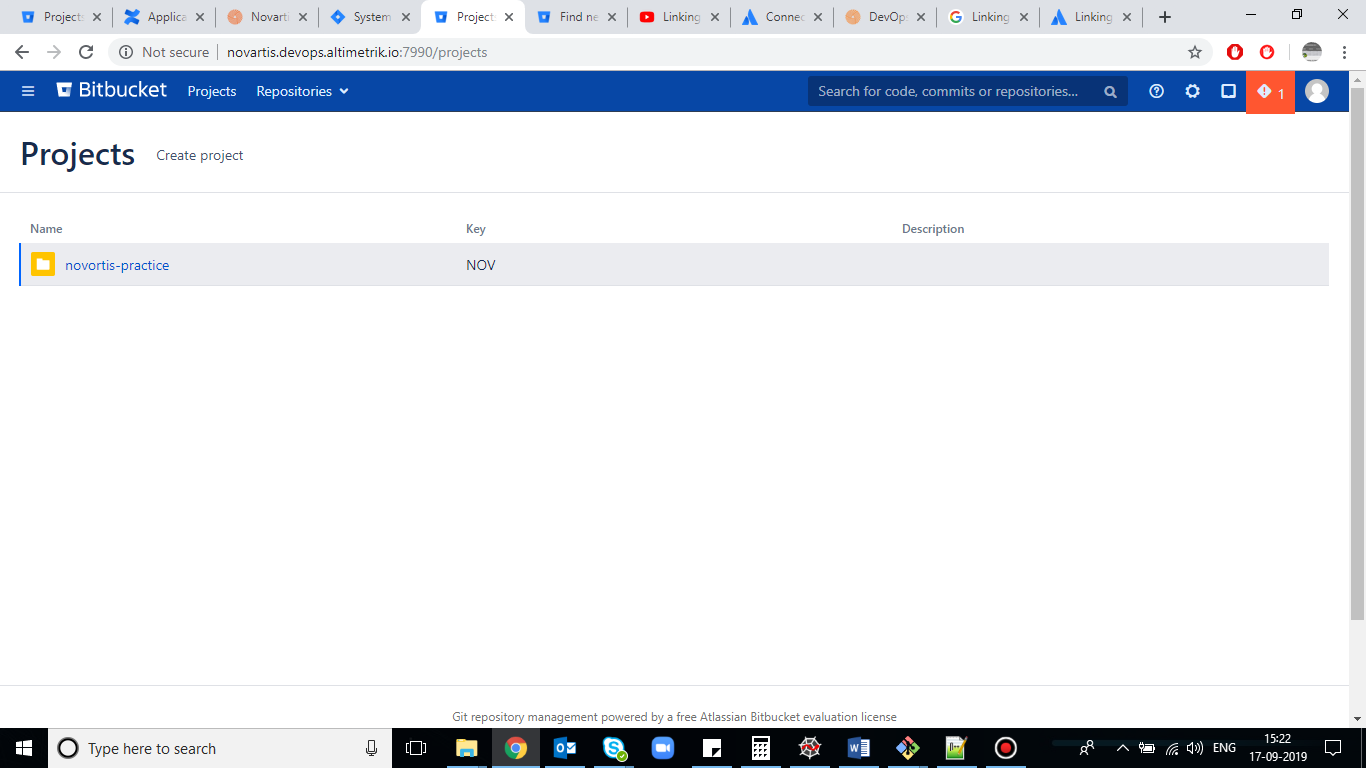 Project:
Applica
Novarti
System
Project:
Find ne
Linking
Connec
DevOp:
Linking
Linking
Not secure
novartis.devops.altimetrik.io:7990/projects
Bitbucket
Projects
Repositories
Search for code, commits or repositories...
1
Projects
Create project
Name
Key
Description
novortis-practice
NOV
Git repository management powered by a free Atlassian Bitbucket evaluation license
Type here to search
ENG
15:22
17-09-2019